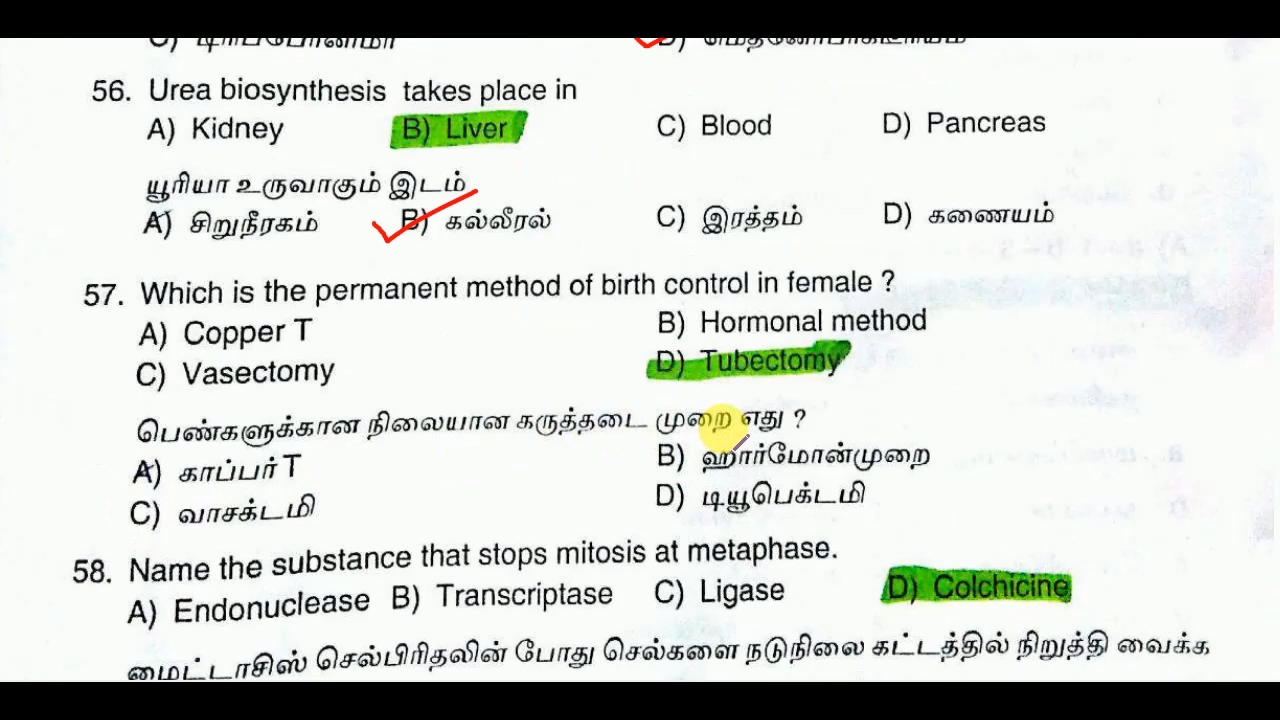 56. Urea biosynthesis takes place in
A) Kidney B) Liver C) Blood D) Pancreas
யூரியா உருவாகும் இடம்
A) சிறுநீரகம் B) கல்லீரல் C) இரத்தம் D) கணையம்
57. Which is the permanent method of birth control in female ?
A) Copper T B) Hormonal method
C) Vasectomy D) Tubectomy
பெண்களுக்கான நிலையான கருத்தடை முறை எது ?
A) காப்பர் T B) ஹார்மோன்முறை
C) வாசக்டமி D) டியூபெக்டமி
58. Name the substance that stops mitosis at metaphase.
A) Endonuclease B) Transcriptase C) Ligase D) Colchicine
மைட்டாசிஸ் செல்பிரிதலின் போது செல்களை நடுநிலை கட்டத்தில் நிறுத்தி வைக்க